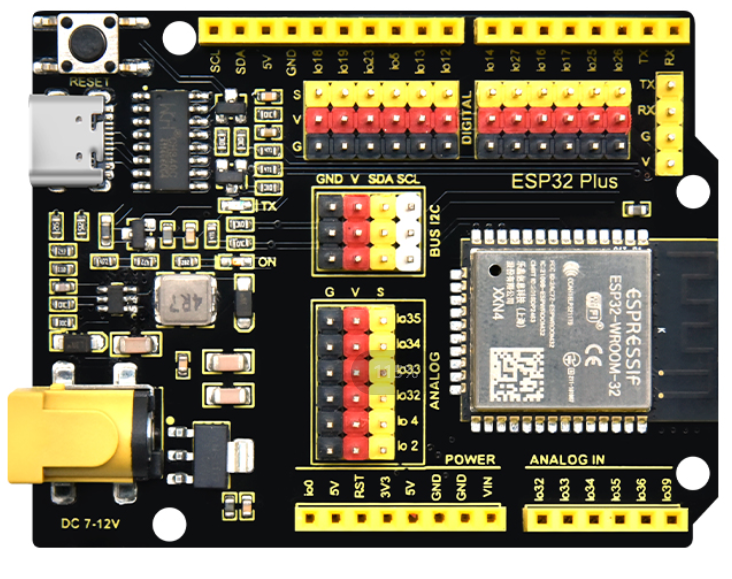 RESET
SCL SDA 5V GND Io18 Io19 Io23 Io5 Io13 Io12
Io14 Io27 Io16 Io17 Io25 Io26 TX RX
S
V
G
DIGITAL
TX
RX
G
V
ESP32 Plus
GND V SDA SCL
BUS I2C
TX
ON
4R7
G V S
Io35
Io34
Io33
Io32
Io 4
Io 2
ANALOG
ESPRESSIF
ESP32-WROOM-32
WiFi
CE
XXN4
DC 7-12V
POWER
Io0 5V RST 3V3 5V GND GND VIN
ANALOG IN
Io32 Io33 Io34 Io35 Io36 Io39